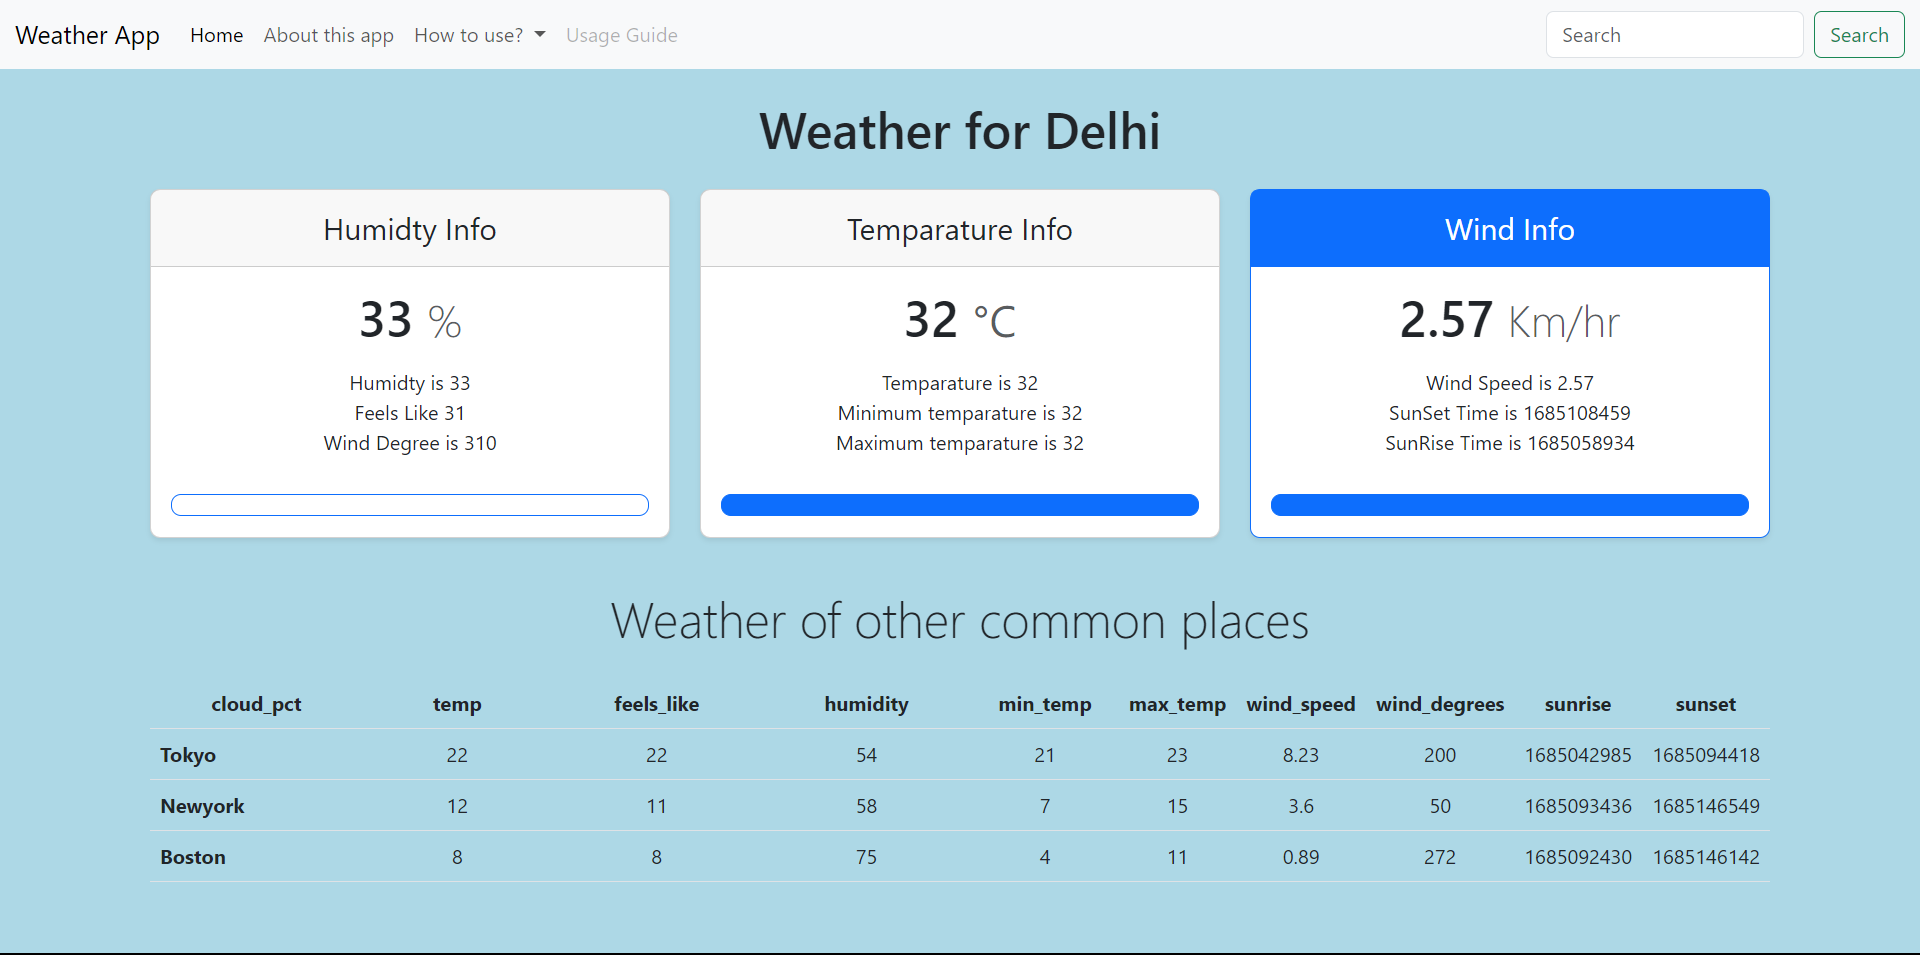 Weather App Home About this app How to use? Usage Guide Search Search
Weather for Delhi
Humidty Info
33 %
Humidty is 33
Feels Like 31
Wind Degree is 310
Temparature Info
32 °C
Temparature is 32
Minimum temparature is 32
Maximum temparature is 32
Wind Info
2.57 Km/hr
Wind Speed is 2.57
SunSet Time is 1685108459
SunRise Time is 1685058934
Weather of other common places
cloud_pct temp feels_like humidity min_temp max_temp wind_speed wind_degrees sunrise sunset
Tokyo 22 22 54 21 23 8.23 200 1685042985 1685094418
Newyork 12 11 58 7 15 3.6 50 1685093436 1685146549
Boston 8 8 75 4 11 0.89 272 1685092430 1685146142